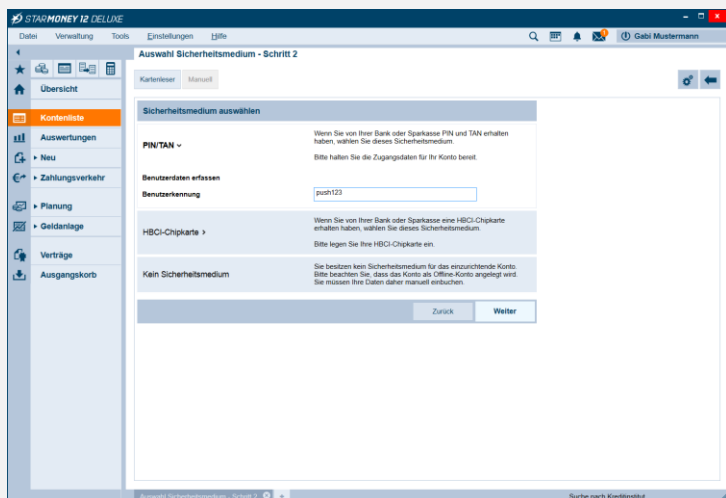 STARMONEY 12 DELUXE
Datei Verwaltung Tools Einstellungen Hilfe
Gabi Mustermann
Auswahl Sicherheitsmedium - Schritt 2
Kartenleser Manuell
Übersicht
Kontenliste
Auswertungen
Neu
Zahlungsverkehr
Planung
Geldanlage
Verträge
Ausgangskorb
Sicherheitsmedium auswählen
PIN/TAN
Wenn Sie von Ihrer Bank oder Sparkasse PIN und TAN erhalten
haben, wählen Sie dieses Sicherheitsmedium.
Bitte halten Sie die Zugangsdaten für Ihr Konto bereit.
Benutzerdaten erfassen
Benutzerkennung push123
HBCI-Chipkarte >
Wenn Sie von Ihrer Bank oder Sparkasse eine HBCI-Chipkarte
erhalten haben, wählen Sie dieses Sicherheitsmedium.
Bitte legen Sie Ihre HBCI-Chipkarte ein.
Kein Sicherheitsmedium
Sie besitzen kein Sicherheitsmedium für das einzurichtende Konto.
Bitte beachten Sie, dass das Konto als Offline-Konto angelegt wird.
Sie müssen Ihre Daten daher manuell einbuchen.
Zurück Weiter
Auswahl Sicherheitsmedium - Schritt 2 +
Suche nach Kreditinstitut